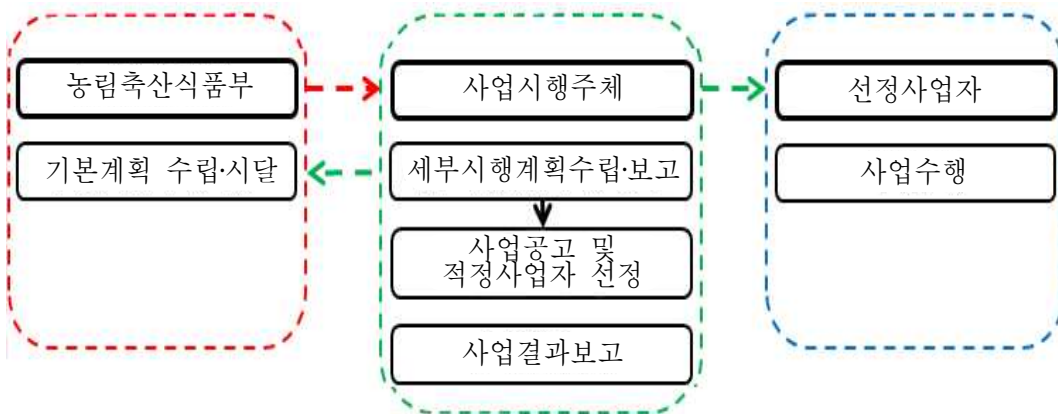 농림축산식품부
기본계획 수립·시달
사업시행주체
세부시행계획수립·보고
사업공고 및
적정사업자 선정
사업결과보고
선정사업자
사업수행